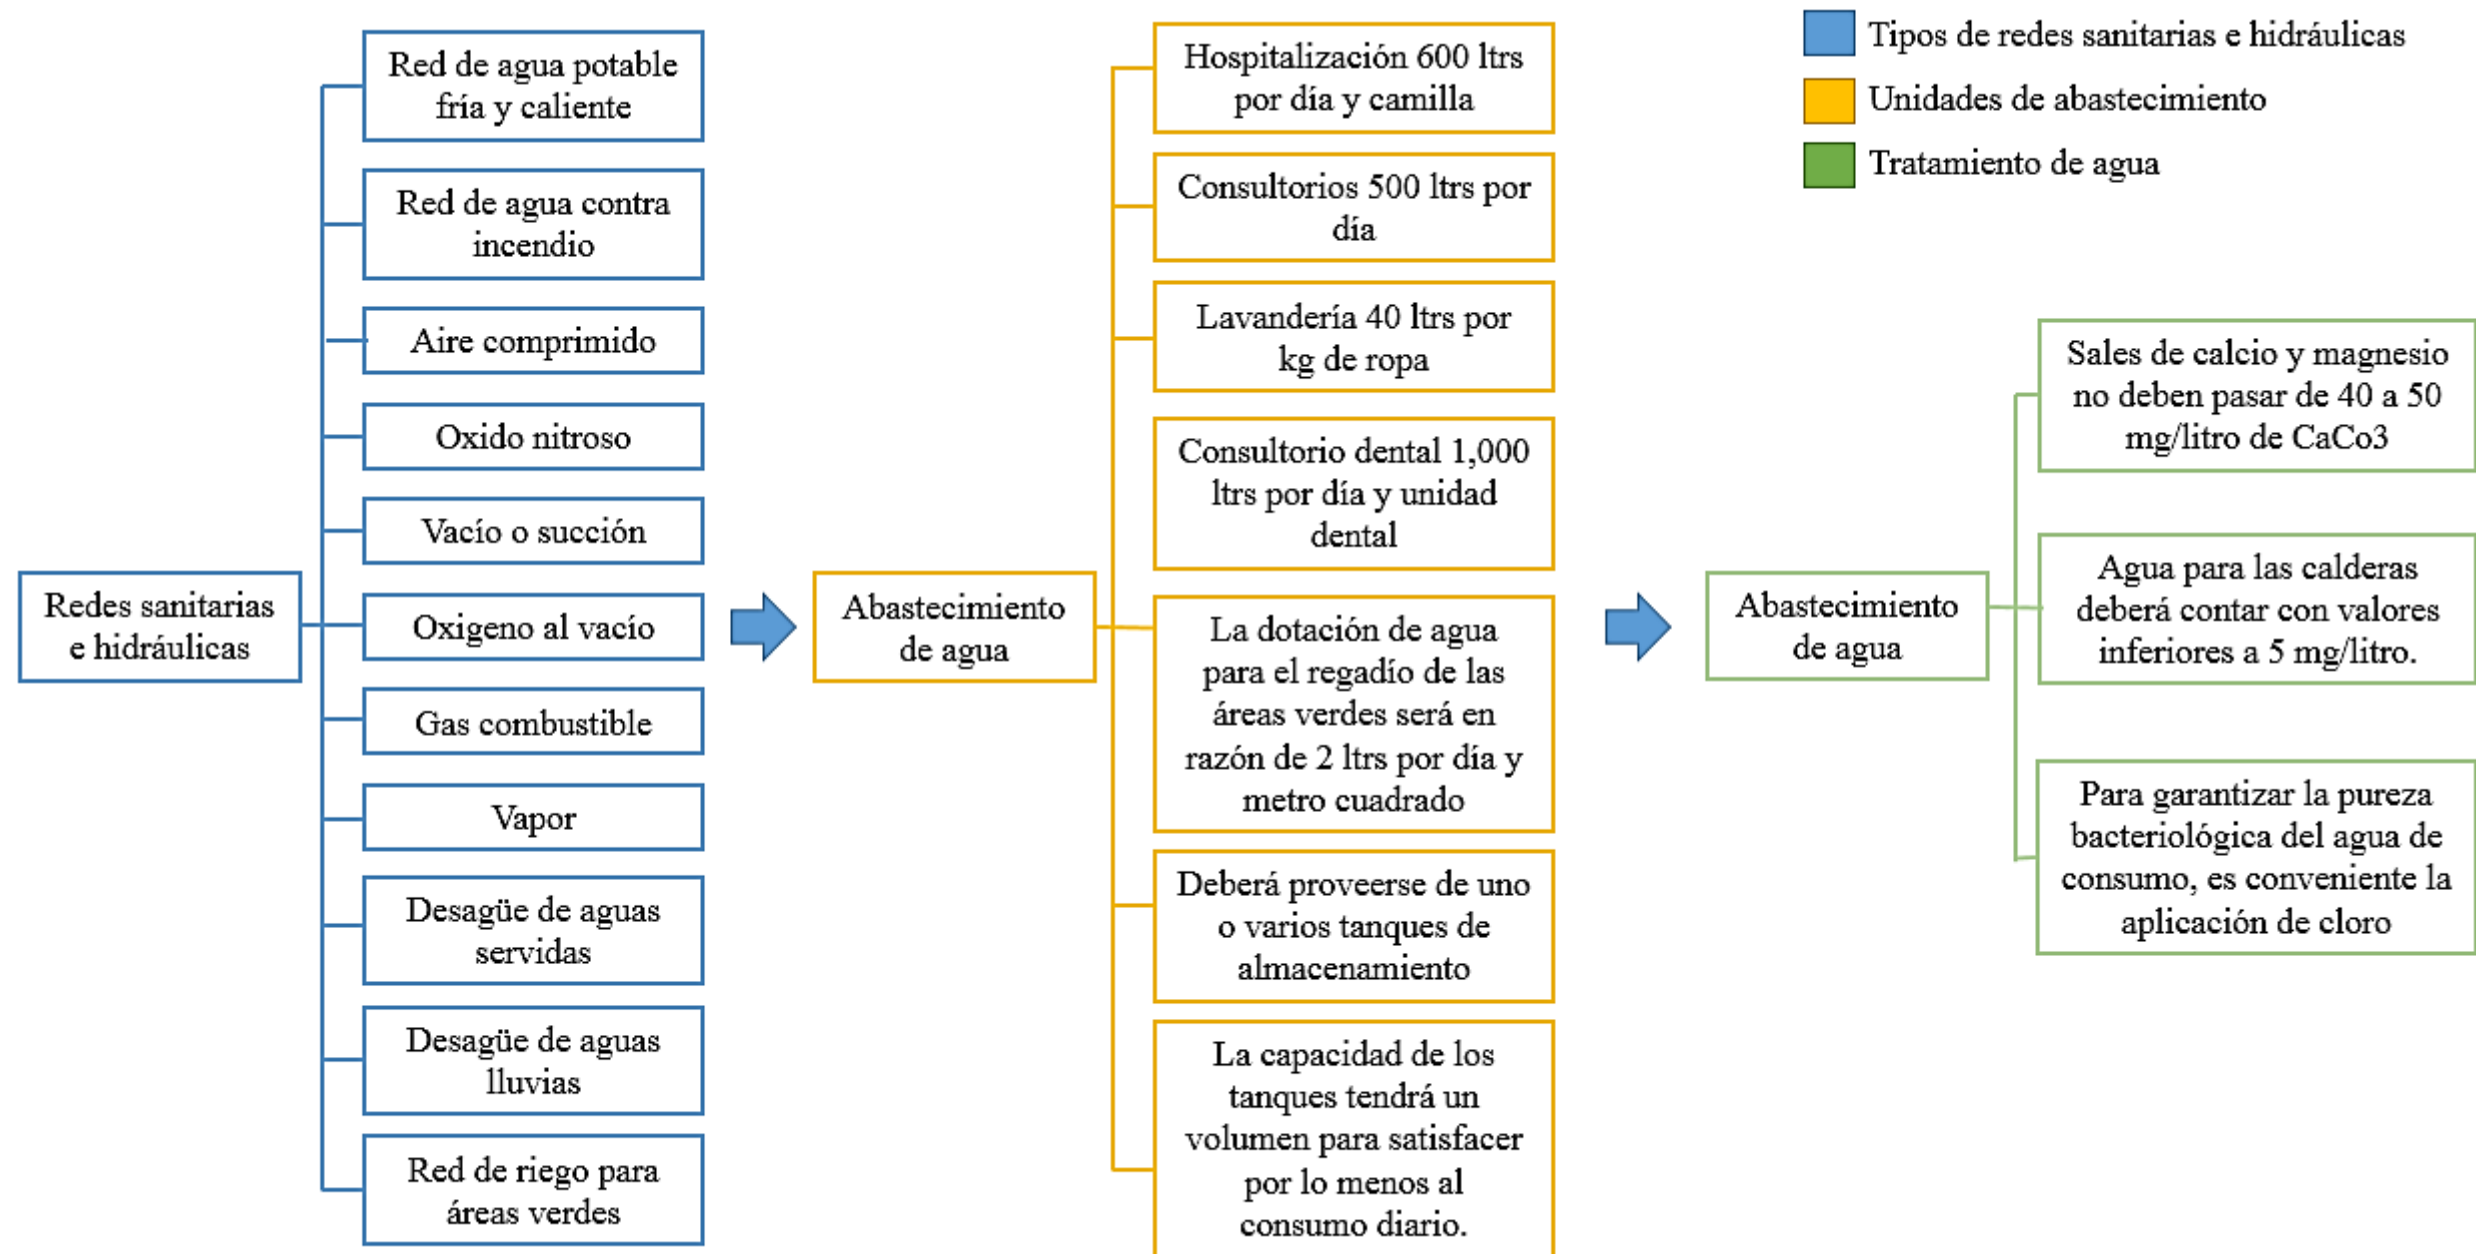 Red de agua potable
fría y caliente
Red de agua contra
incendio
Aire comprimido
Oxido nitroso
Vacío o succión
Redes sanitarias
e hidráulicas
Oxigeno al vacío
Gas combustible
Vapor
Desagüe de aguas
servidas
Desagüe de aguas
lluvias
Red de riego para
áreas verdes
Hospitalización 600 ltrs
por día y camilla
Consultorios 500 ltrs por
día
Lavandería 40 ltrs por
kg de ropa
Consultorio dental 1,000
ltrs por día y unidad
dental
Abastecimiento
de agua
La dotación de agua
para el regadío de las
áreas verdes será en
razón de 2 ltrs por día y
metro cuadrado
Deberá proveerse de uno
o varios tanques de
almacenamiento
La capacidad de los
tanques tendrá un
volumen para satisfacer
por lo menos al
consumo diario.
Tipos de redes sanitarias e hidráulicas
Unidades de abastecimiento
Tratamiento de agua
Sales de calcio y magnesio
no deben pasar de 40 a 50
mg/litro de CaCo3
Abastecimiento
de agua
Agua para las calderas
deberá contar con valores
inferiores a 5 mg/litro.
Para garantizar la pureza
bacteriológica del agua de
consumo, es conveniente la
aplicación de cloro